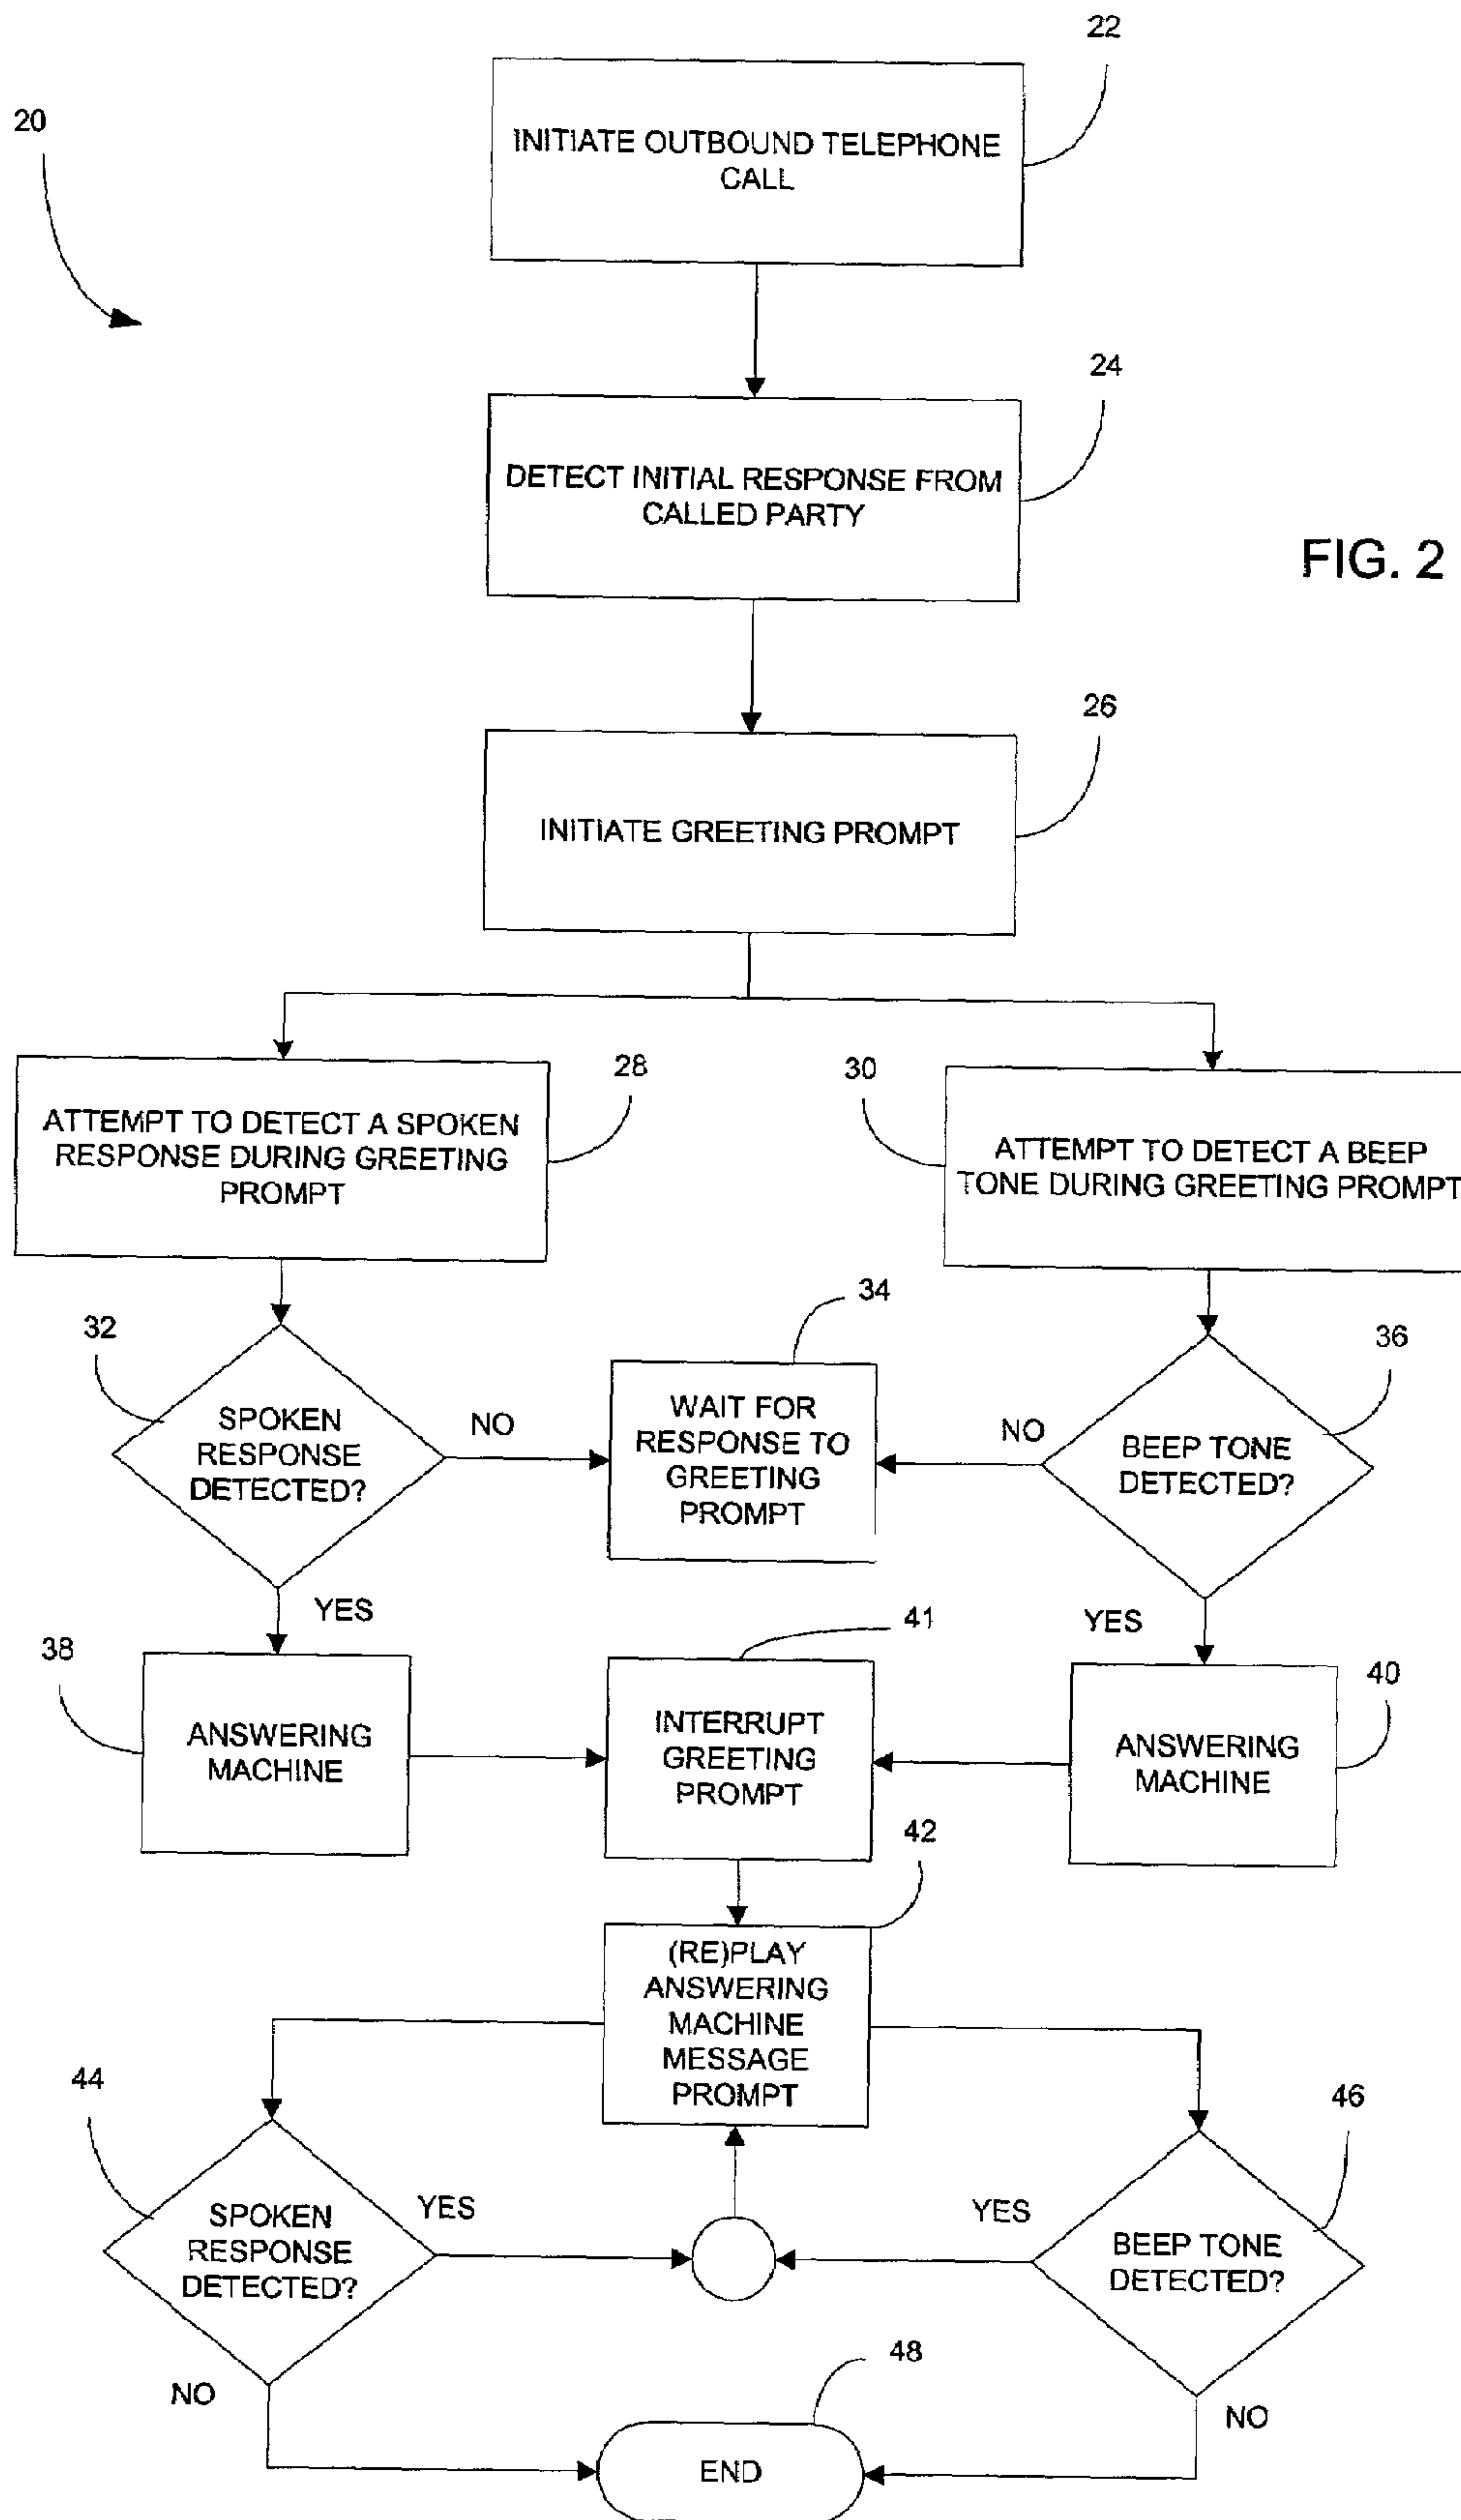 22
20
INITIATE OUTBOUND TELEPHONE
CALL
24
DETECT INITIAL RESPONSE FROM
CALLED PARTY
FIG. 2
26
INITIATE GREETING PROMPT
28
30
ATTEMPT TO DETECT A SPOKEN
RESPONSE DURING GREETING
PROMPT
ATTEMPT TO DETECT A BEEP
TONE DURING GREETING PROMPT
34
32
36
SPOKEN
RESPONSE
DETECTED?
NO
WAIT FOR
RESPONSE TO
GREETING
PROMPT
NO
BEEP TONE
DETECTED?
YES
41
YES
38
40
ANSWERING
MACHINE
INTERRUPT
GREETING
PROMPT
ANSWERING
MACHINE
42
(RE)PLAY
ANSWERING
MACHINE
MESSAGE
PROMPT
44
46
SPOKEN
RESPONSE
DETECTED?
YES
YES
BEEP TONE
DETECTED?
NO
48
NO
END